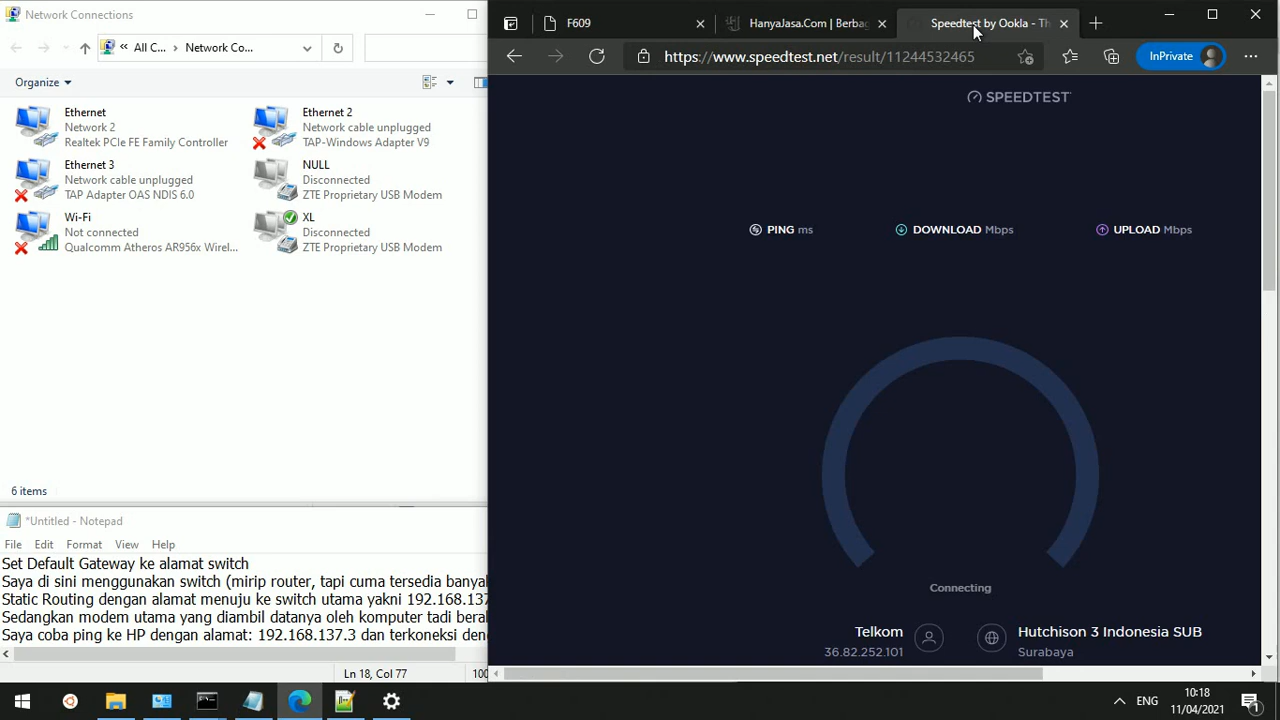 Network Connections
All C... Network Co...
Organize
Ethernet
Network 2
Realtek PCIe FE Family Controller
Ethernet 2
Network cable unplugged
TAP-Windows Adapter V9
Ethernet 3
Network cable unplugged
TAP Adapter OAS NDIS 6.0
NULL
Disconnected
ZTE Proprietary USB Modem
Wi-Fi
Not connected
Qualcomm Atheros AR956x Wirel...
XL
Disconnected
ZTE Proprietary USB Modem
6 items
*Untitled - Notepad
File Edit Format View Help
Set Default Gateway ke alamat switch
Saya di sini menggunakan switch (mirip router, tapi cuma tersedia banyak
Static Routing dengan alamat menuju ke switch utama yakni 192.168.137
Sedangkan modem utama yang diambil datanya oleh komputer tadi
Saya coba ping ke HP dengan alamat: 192.168.137.3 dan terkoneksi
Ln 18, Col 77
100
F609
HanyaJasa.Com | Berbag
Speedtest by Ookla - Th
https://www.speedtest.net/result/11244532465
InPrivate
SPEEDTEST
PING ms
DOWNLOAD Mbps
UPLOAD Mbps
Connecting
Telkom
36.82.252.101
Hutchison 3 Indonesia SUB
Surabaya
ENG
10:18
11/04/2021
1